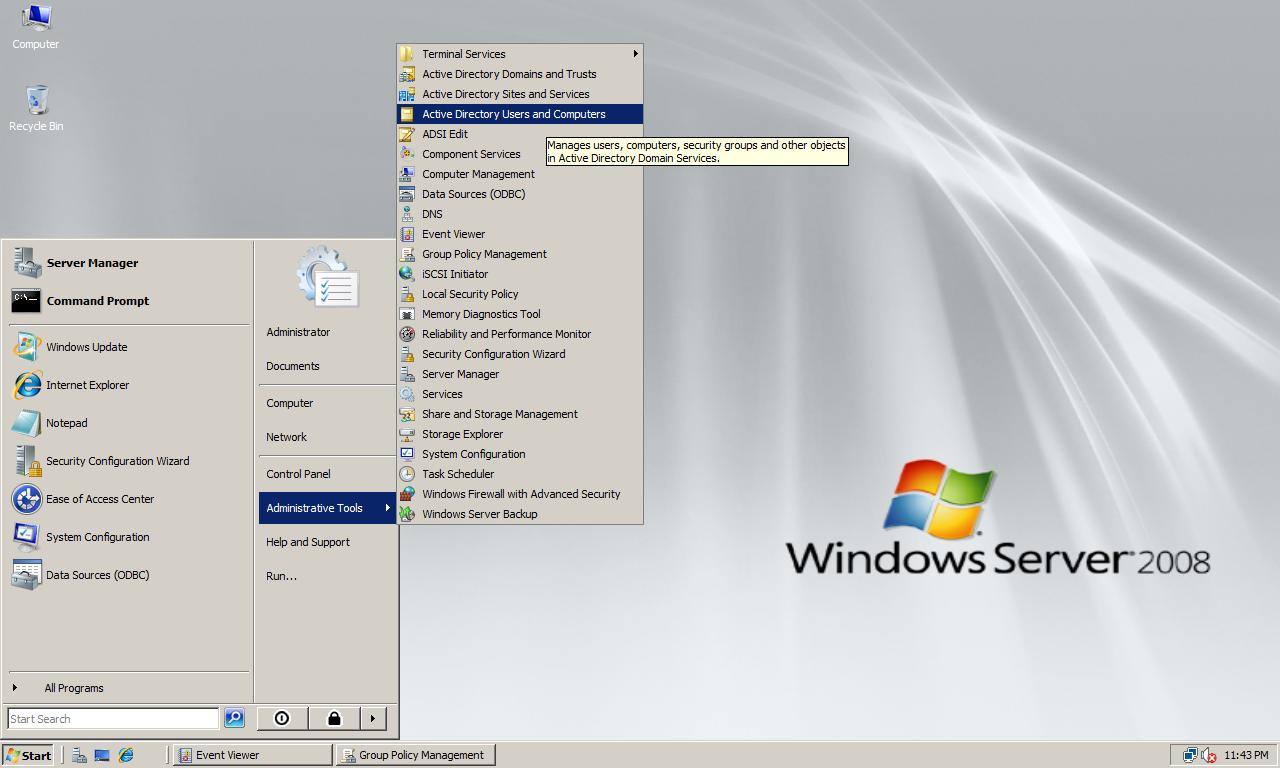 Computer
Recycle Bin
Terminal Services
Active Directory Domains and Trusts
Active Directory Sites and Services
Active Directory Users and Computers
ADSI Edit
Manages users, computers, security groups and other objects
in Active Directory Domain Services.
Component Services
Computer Management
Data Sources (ODBC)
DNS
Event Viewer
Group Policy Management
iSCSI Initiator
Local Security Policy
Memory Diagnostics Tool
Reliability and Performance Monitor
Security Configuration Wizard
Server Manager
Services
Share and Storage Management
Storage Explorer
System Configuration
Task Scheduler
Windows Firewall with Advanced Security
Windows Server Backup
Server Manager
C:\_
Command Prompt
Windows Update
Internet Explorer
Notepad
Security Configuration Wizard
Ease of Access Center
System Configuration
Data Sources (ODBC)
All Programs
Start Search
Administrator
Documents
Computer
Network
Control Panel
Administrative Tools
Help and Support
Run...
Windows Server 2008
Start
Event Viewer
Group Policy Management
11:43 PM